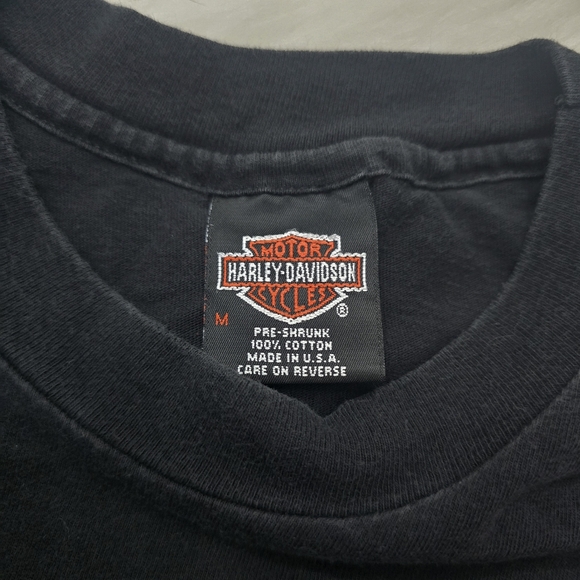 MOTOR
HARLEY-DAVIDSON
CYCLES
®
M
PRE-SHRUNK
100% COTTON
MADE IN U.S.A.
CARE ON REVERSE